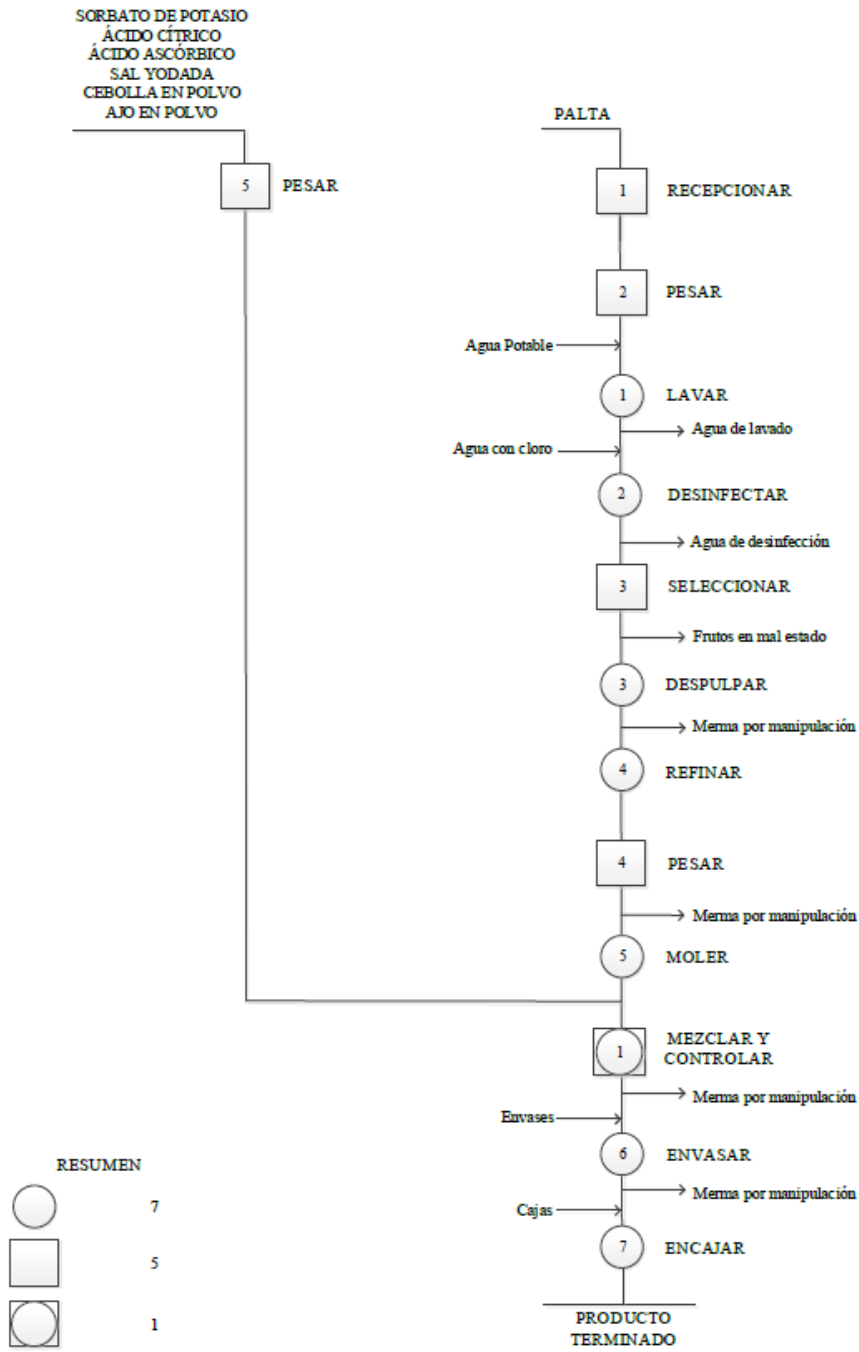 SORBATO DE POTASIO
ÁCIDO CÍTRICO
ÁCIDO ASCÓRBICO
SAL YODADA
CEBOLLA EN POLVO
AJO EN POLVO
5 PESAR
PALTA
1 RECEPCIONAR
2 PESAR
Agua Potable
1 LAVAR
Agua de lavado
Agua con cloro
2 DESINFECTAR
Agua de desinfección
3 SELECCIONAR
Frutos en mal estado
3 DESPULPAR
Merma por manipulación
4 REFINAR
4 PESAR
Merma por manipulación
5 MOLER
1 MEZCLAR Y
CONTROLAR
Merma por manipulación
Envases
6 ENVASAR
Merma por manipulación
Cajas
7 ENCAJAR
PRODUCTO
TERMINADO
RESUMEN
7
5
1